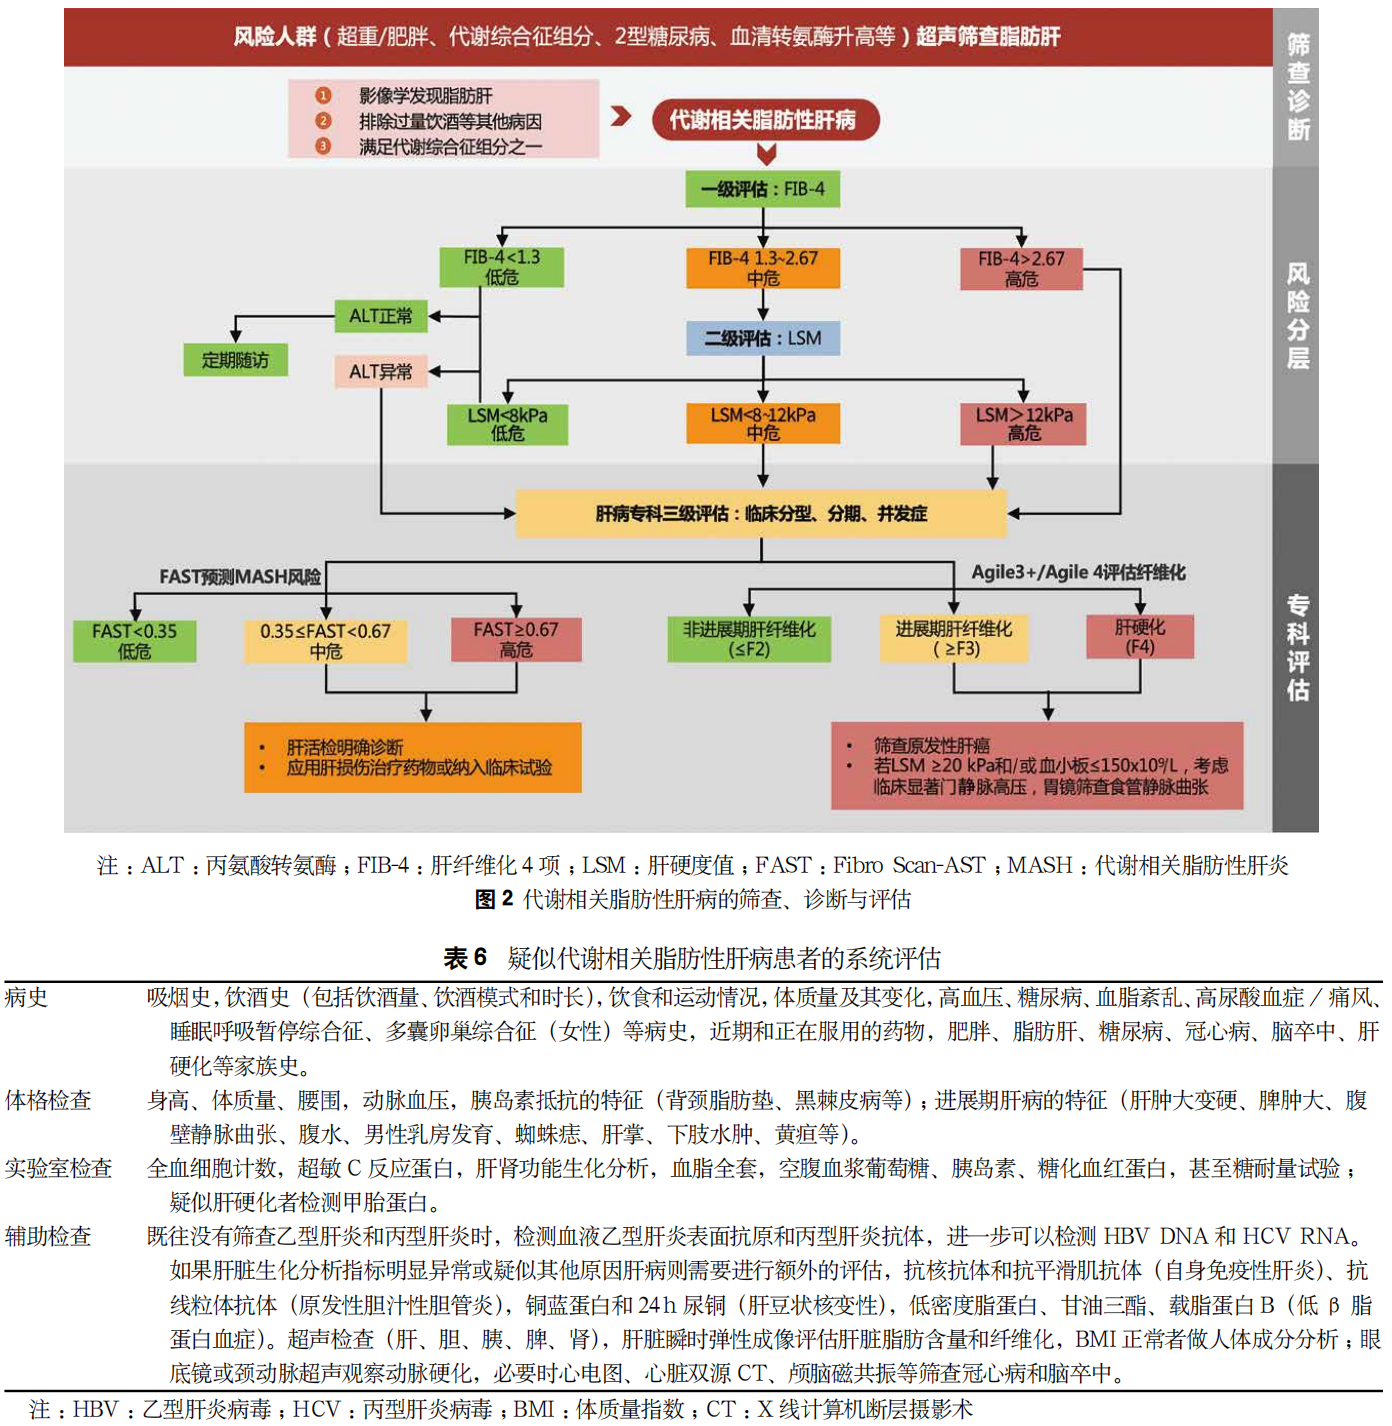 风险人群（超重/肥胖、代谢综合征组分、2型糖尿病、血清转氨酶升高等）超声筛查脂肪肝
筛查诊断
1 影像学发现脂肪肝
2 排除过量饮酒等其他病因
3 满足代谢综合征组分之一
代谢相关脂肪性肝病
一级评估：FIB-4
FIB-4<1.3
低危
FIB-4 1.3~2.67
中危
FIB-4>2.67
高危
风险分层
ALT正常
二级评估：LSM
定期随访
ALT异常
LSM<8kPa
低危
LSM<8~12kPa
中危
LSM＞12kPa
高危
肝病专科三级评估：临床分型、分期、并发症
FAST预测MASH风险
Agile3+/Agile 4评估纤维化
专科评估
FAST<0.35
低危
0.35≤FAST<0.67
中危
FAST≥0.67
高危
非进展期肝纤维化
(≤F2)
进展期肝纤维化
( ≥F3)
肝硬化
(F4)
• 肝活检明确诊断
• 应用肝损伤治疗药物或纳入临床试验
• 筛查原发性肝癌
• 若LSM ≥20 kPa和/或血小板≤150x10⁹/L，考虑
临床显著门静脉高压，胃镜筛查食管静脉曲张
注：ALT：丙氨酸转氨酶；FIB-4：肝纤维化 4 项；LSM：肝硬度值；FAST：Fibro Scan-AST；MASH：代谢相关脂肪性肝炎
图 2 代谢相关脂肪性肝病的筛查、诊断与评估
表 6 疑似代谢相关脂肪性肝病患者的系统评估
病史 吸烟史，饮酒史（包括饮酒量、饮酒模式和时长），饮食和运动情况，体质量及其变化，高血压、糖尿病、血脂紊乱、高尿酸血症／痛风、
睡眠呼吸暂停综合征、多囊卵巢综合征（女性）等病史，近期和正在服用的药物，肥胖、脂肪肝、糖尿病、冠心病、脑卒中、肝
硬化等家族史。
体格检查 身高、体质量、腰围，动脉血压，胰岛素抵抗的特征（背颈脂肪垫、黑棘皮病等）；进展期肝病的特征（肝肿大变硬、脾肿大、腹
壁静脉曲张、腹水、男性乳房发育、蜘蛛痣、肝掌、下肢水肿、黄疸等）。
实验室检查 全血细胞计数，超敏 C 反应蛋白，肝肾功能生化分析，血脂全套，空腹血浆葡萄糖、胰岛素、糖化血红蛋白，甚至糖耐量试验；
疑似肝硬化者检测甲胎蛋白。
辅助检查 既往没有筛查乙型肝炎和丙型肝炎时，检测血液乙型肝炎表面抗原和丙型肝炎抗体，进一步可以检测 HBV DNA 和 HCV RNA。
如果肝脏生化分析指标明显异常或疑似其他原因肝病则需要进行额外的评估，抗核抗体和抗平滑肌抗体（自身免疫性肝炎）、抗
线粒体抗体（原发性胆汁性胆管炎），铜蓝蛋白和 24 h 尿铜（肝豆状核变性），低密度脂蛋白、甘油三酯、载脂蛋白 B（低 β 脂
蛋白血症）。超声检查（肝、胆、胰、脾、肾），肝脏瞬时弹性成像评估肝脏脂肪含量和纤维化，BMI 正常者做人体成分分析；眼
底镜或颈动脉超声观察动脉硬化，必要时心电图、心脏双源 CT、颅脑磁共振等筛查冠心病和脑卒中。
注：HBV：乙型肝炎病毒；HCV：丙型肝炎病毒；BMI：体质量指数；CT：X 线计算机断层摄影术